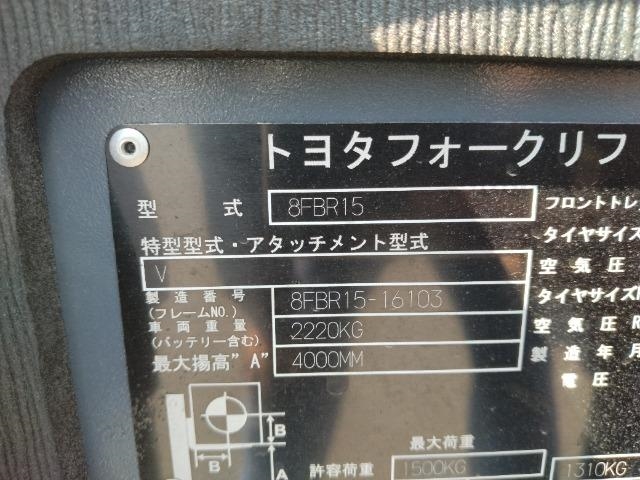 トヨタフォークリフ
型 式 8FBR15 フロントトレ
特型型式・アタッチメント型式 タイヤサイズ
V 空気圧
製造番号 (フレームNO.) 8FBR15-16103 タイヤサイズ
車両重量 (バッテリー含む) 2220KG 空気圧
最大揚高"A" 4000MM 製造年月
電圧
B
B A
最大荷重
許容荷重 1500KG 1310KG